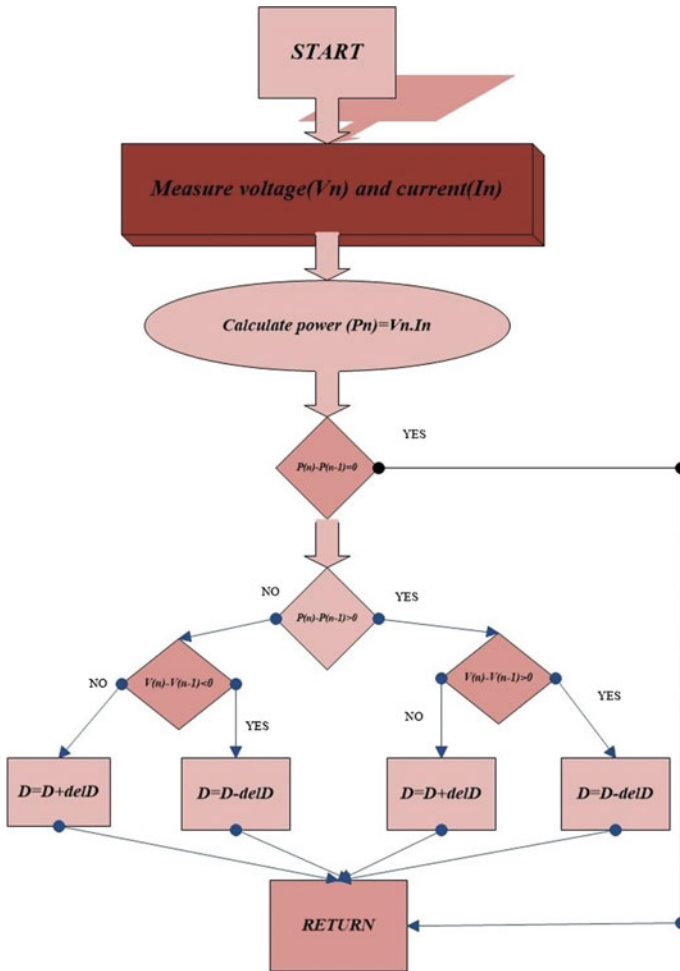 START
Measure voltage(Vn) and current(In)
Calculate power (Pn)=Vn.In
YES
P(n)-P(n-1)=0
NO
YES
P(n)-P(n-1)>0
V(n)-V(n-1)<0
V(n)-V(n-1)>0
NO
YES
NO
YES
D=D+delD
D=D-delD
D=D+delD
D=D-delD
RETURN